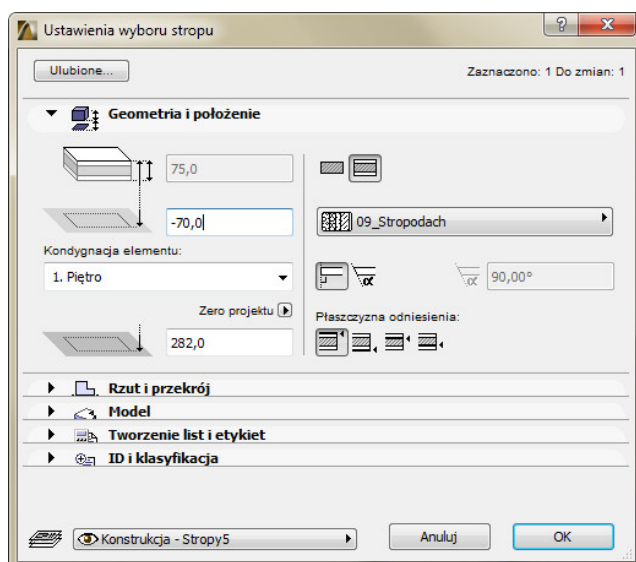 Ustawienia wyboru stropu
Ulubione...
Zaznaczono: 1 Do zmian: 1
Geometria i położenie
75,0
-70,0
09_Stropodach
Kondygnacja elementu:
1. Piętro
α
α
90,00°
Zero projektu
Płaszczyzna odniesienia:
282,0
Rzut i przekrój
Model
Tworzenie list i etykiet
ID i klasyfikacja
Konstrukcja - Stropy5
Anuluj
OK